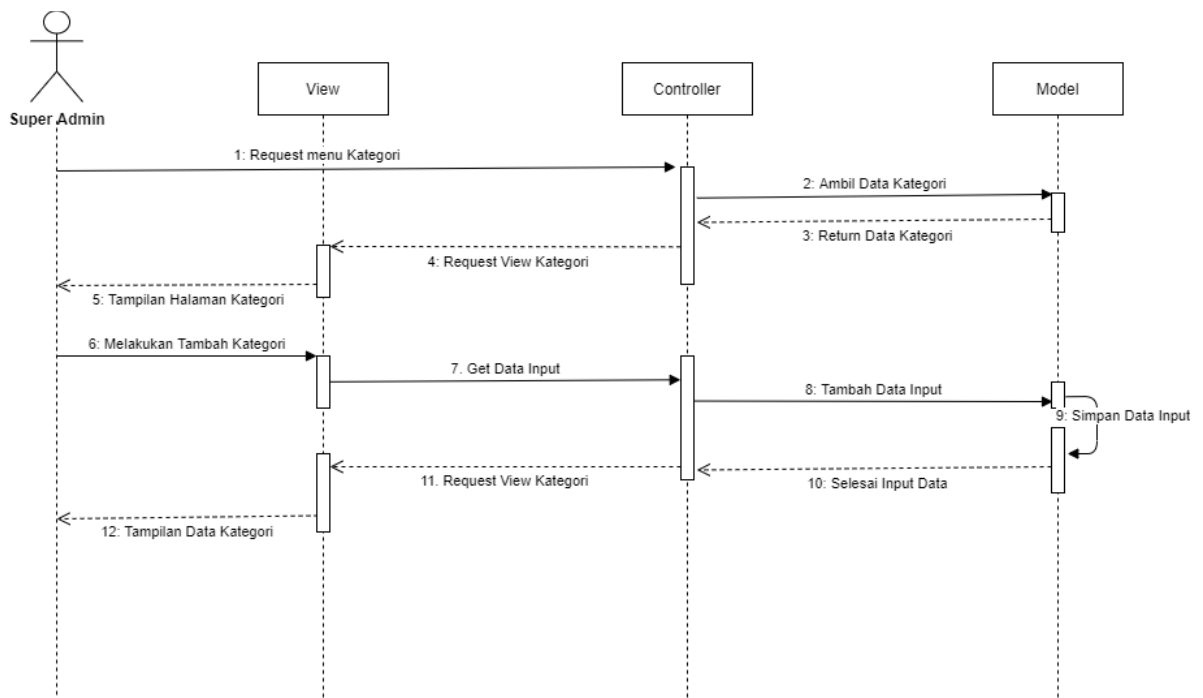 Super Admin
View
Controller
Model
1: Request menu Kategori
2: Ambil Data Kategori
3: Return Data Kategori
4: Request View Kategori
5: Tampilan Halaman Kategori
6: Melakukan Tambah Kategori
7. Get Data Input
8: Tambah Data Input
9: Simpan Data Input
10: Selesai Input Data
11. Request View Kategori
12: Tampilan Data Kategori